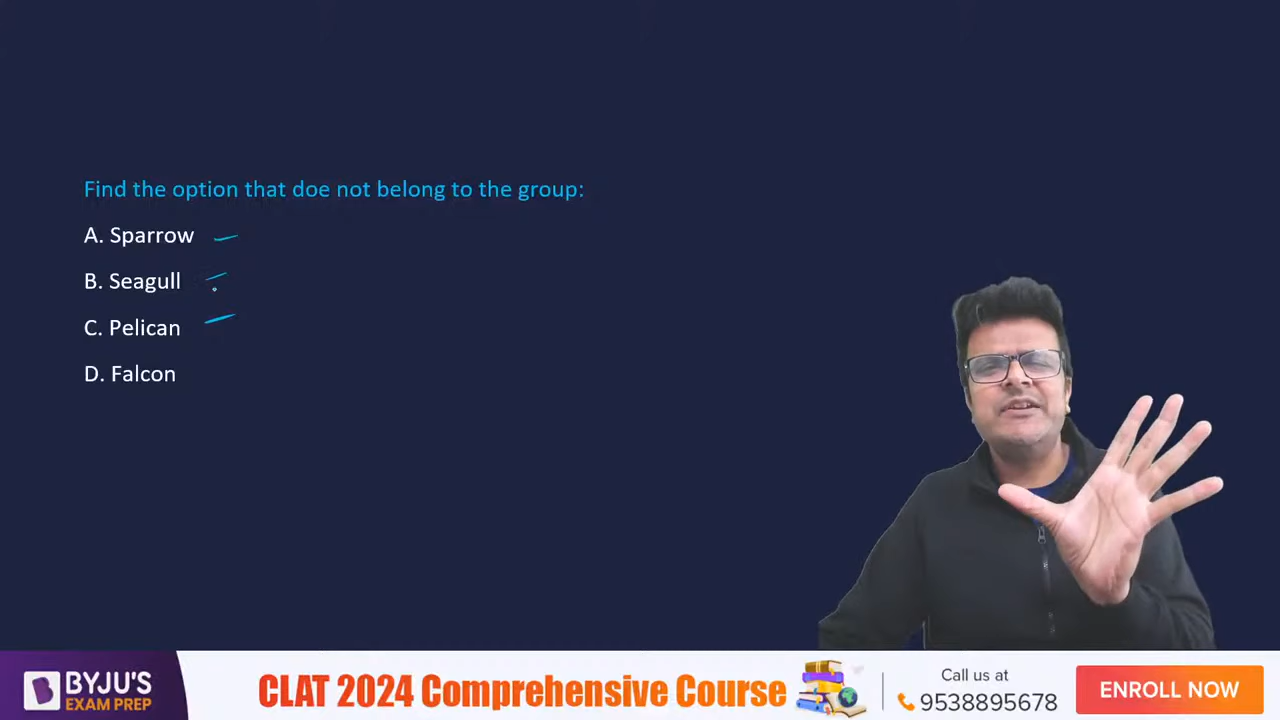 Find the option that doe not belong to the group:
A. Sparrow
B. Seagull
C. Pelican
D. Falcon
BYJU'S
EXAM PREP
CLAT 2024 Comprehensive Course
Call us at
9538895678
ENROLL NOW